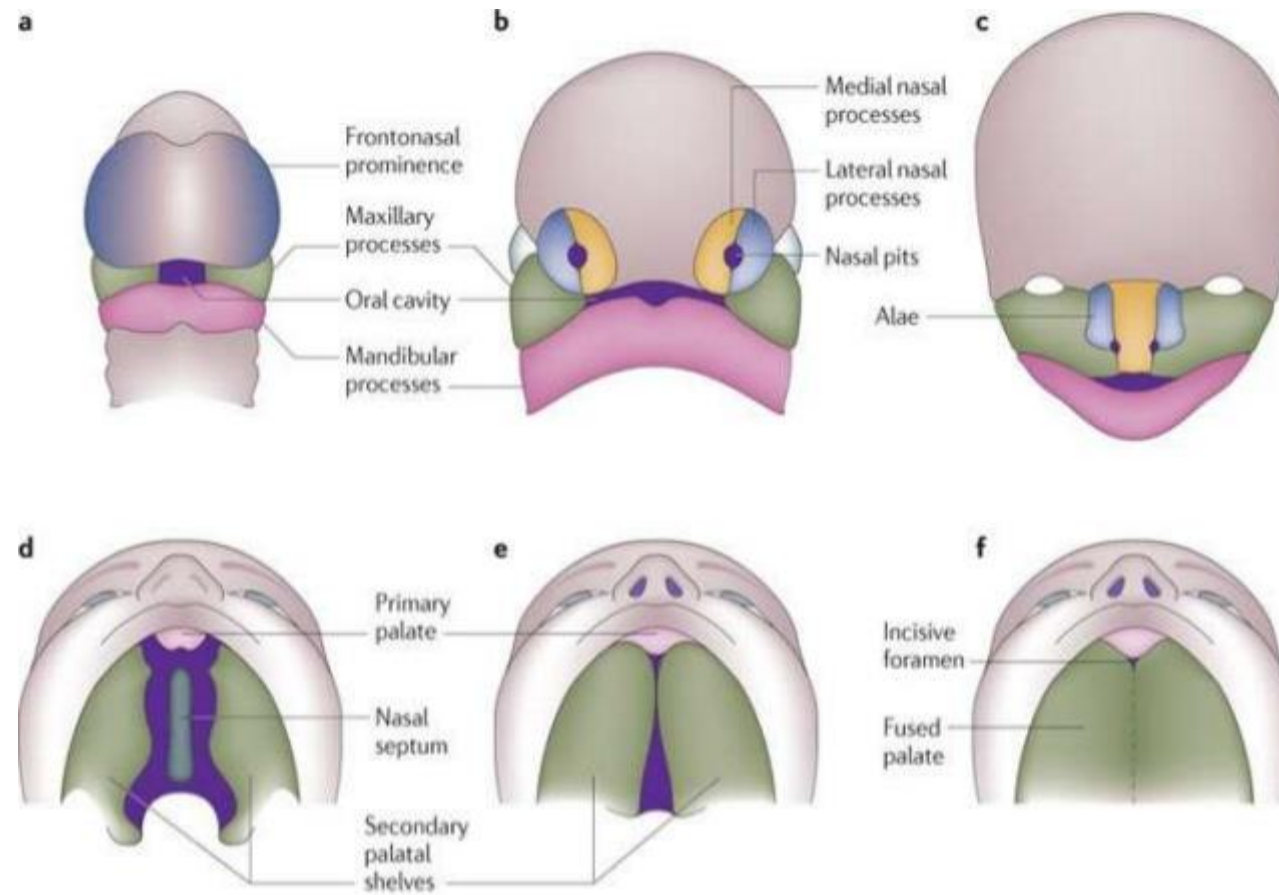 a
b
c
Frontonasal
prominence
Maxillary
processes
Oral cavity
Mandibular
processes
Medial nasal
processes
Lateral nasal
processes
Nasal pits
Alae
d
e
f
Primary
palate
Nasal
septum
Secondary
palatal
shelves
Incisive
foramen
Fused
palate